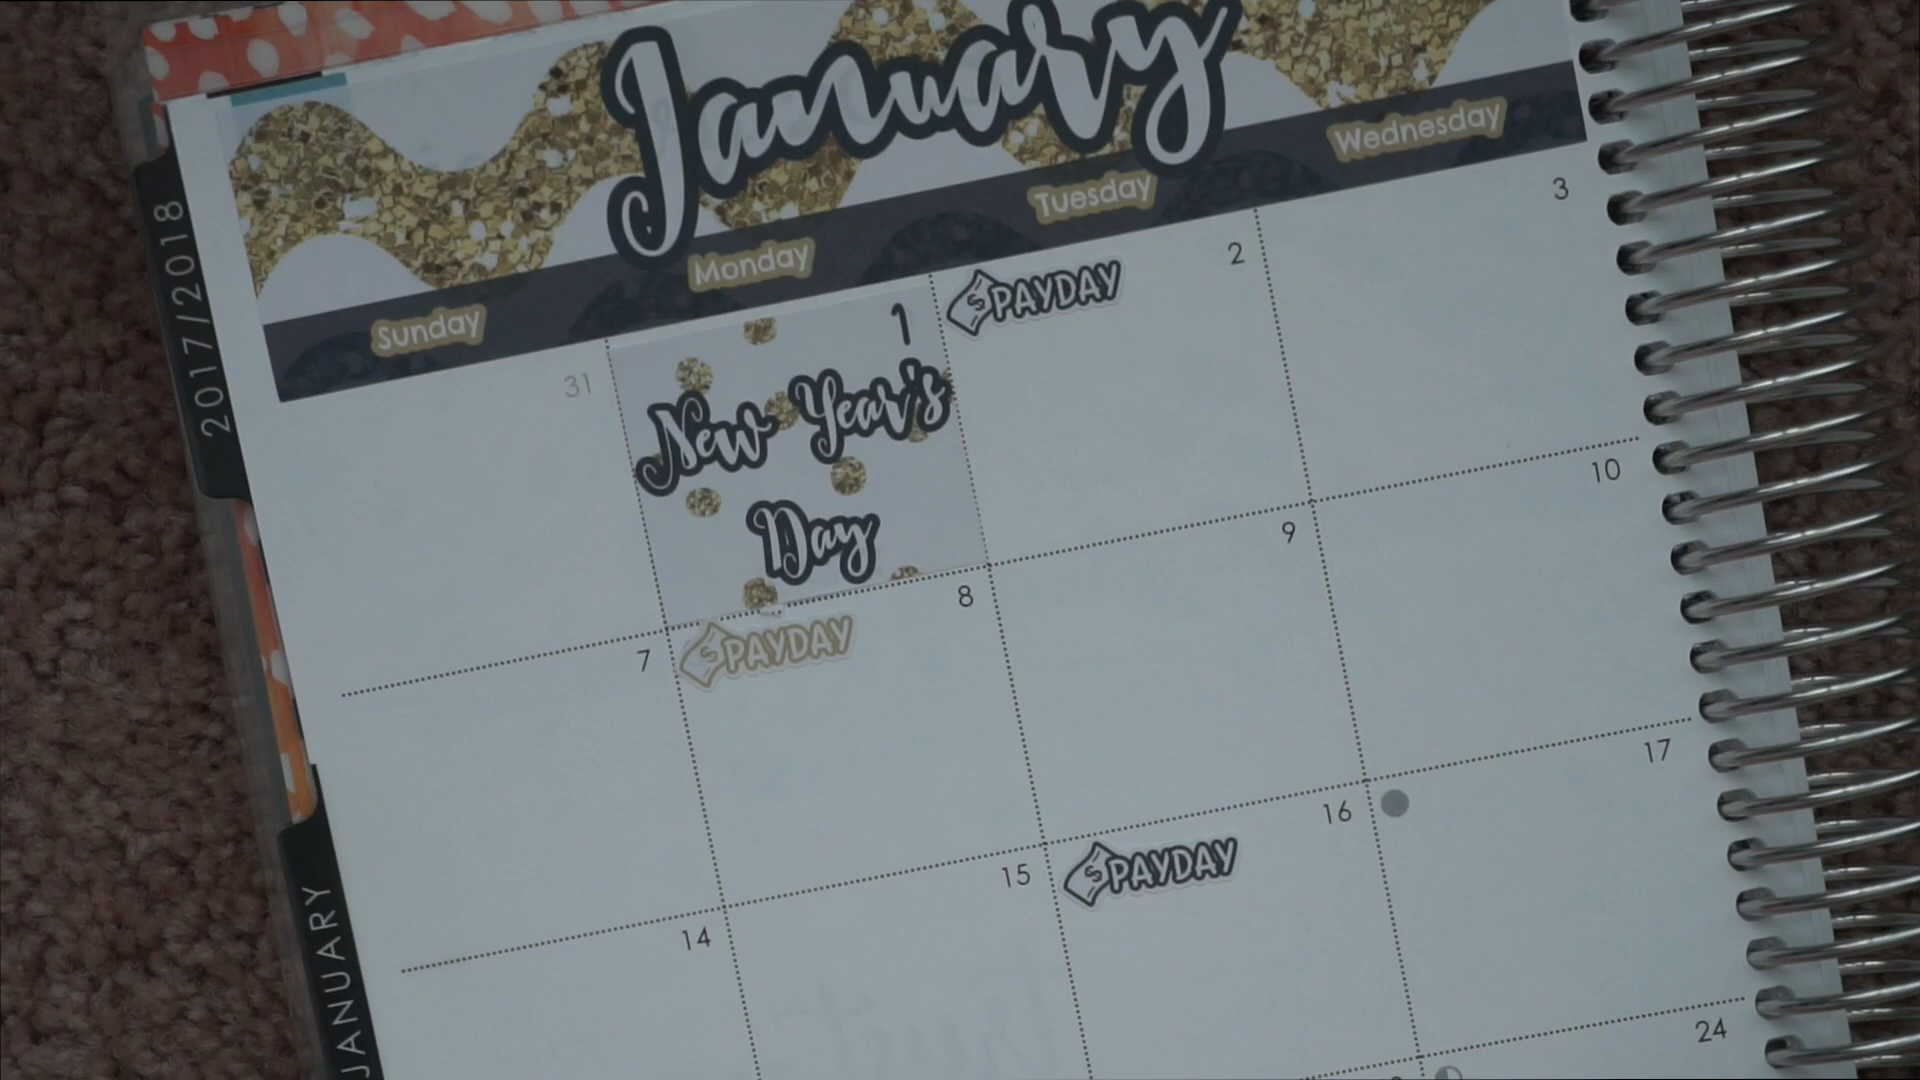 January
Sunday Monday Tuesday Wednesday
31 1 2 3
New Year's
Day
$ PAYDAY
7 8 9 10
$ PAYDAY
14 15 16 17
$ PAYDAY
24
2017/2018
JANUARY